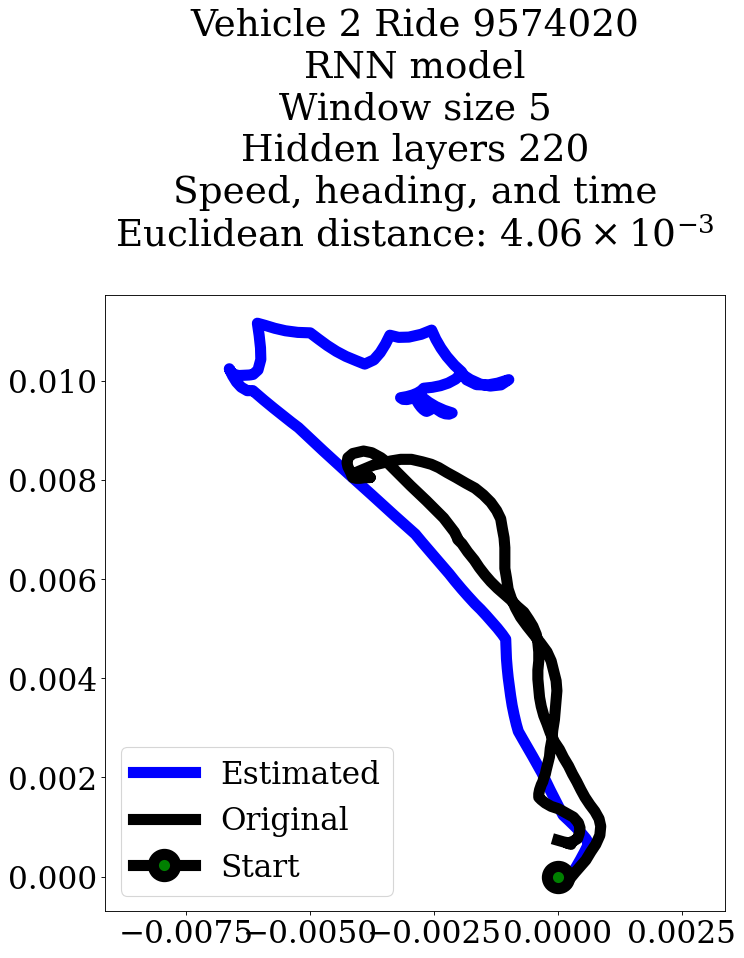 Vehicle 2 Ride 9574020
RNN model
Window size 5
Hidden layers 220
Speed, heading, and time
Euclidean distance: 4.06 × 10⁻³
0.010
0.008
0.006
0.004
0.002
0.000
Estimated
Original
Start
−0.0075 −0.0050 −0.0025 0.0000 0.0025